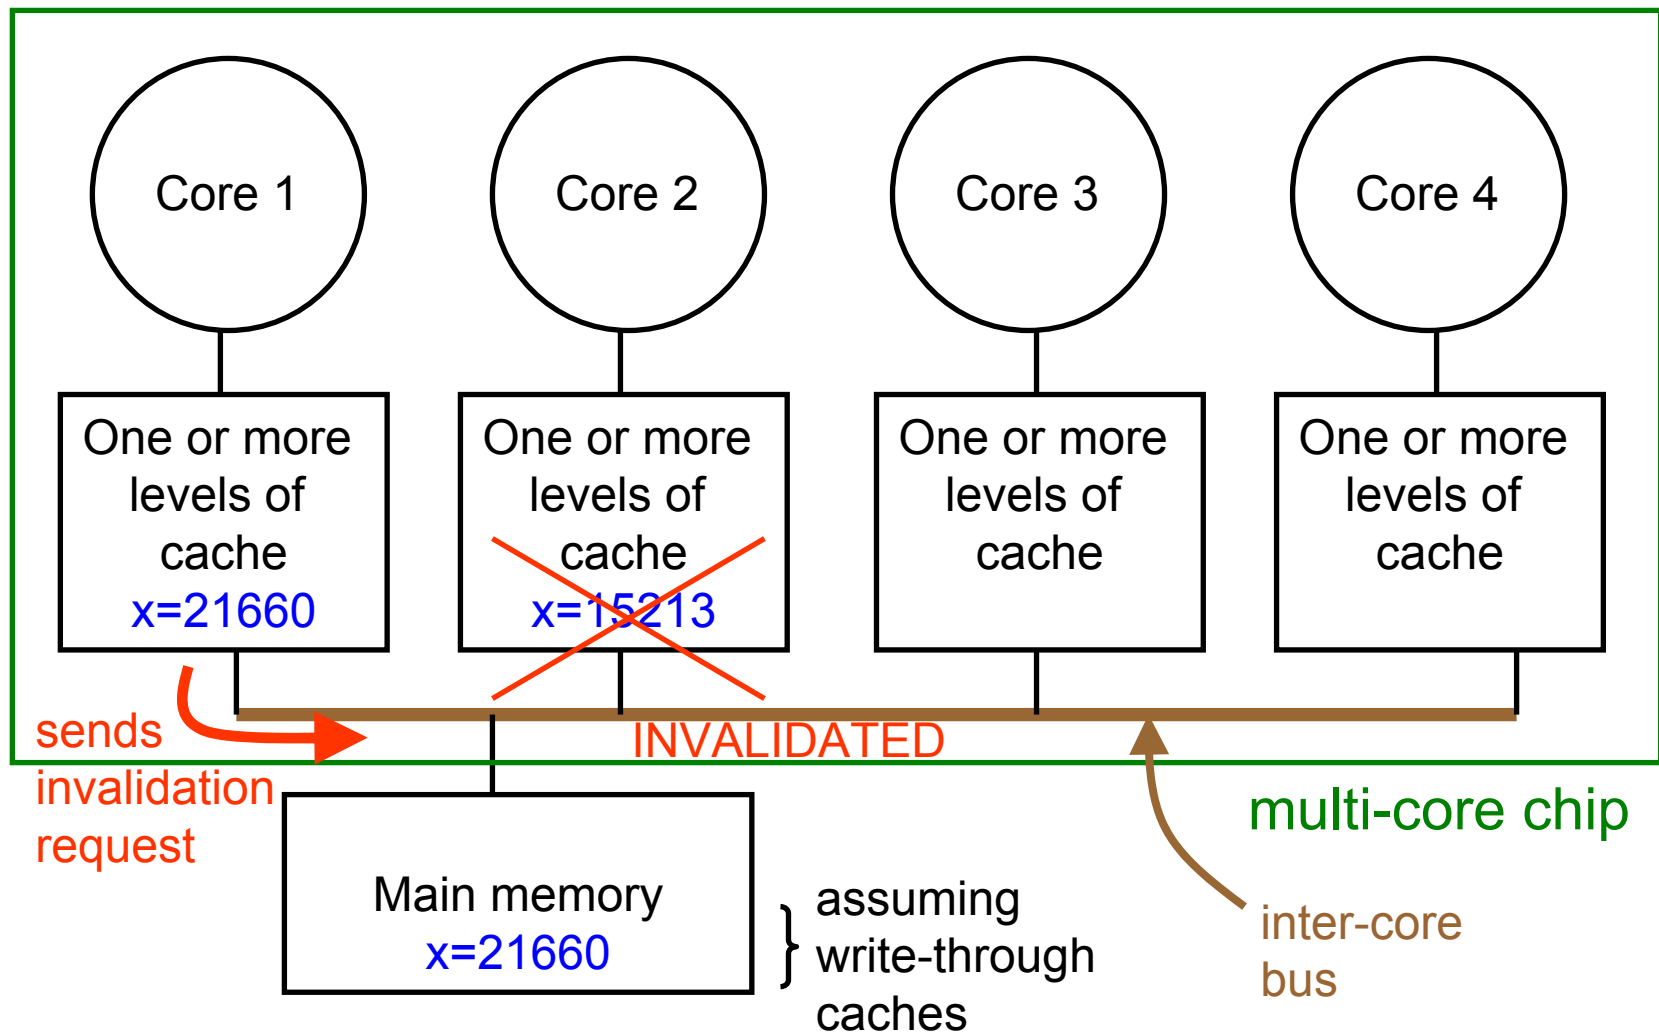 Core 1
Core 2
Core 3
Core 4
One or more
levels of
cache
x=21660
One or more
levels of
cache
x=15213
One or more
levels of
cache
One or more
levels of
cache
sends
invalidation
request
INVALIDATED
multi-core chip
Main memory
x=21660
assuming
write-through
caches
inter-core
bus